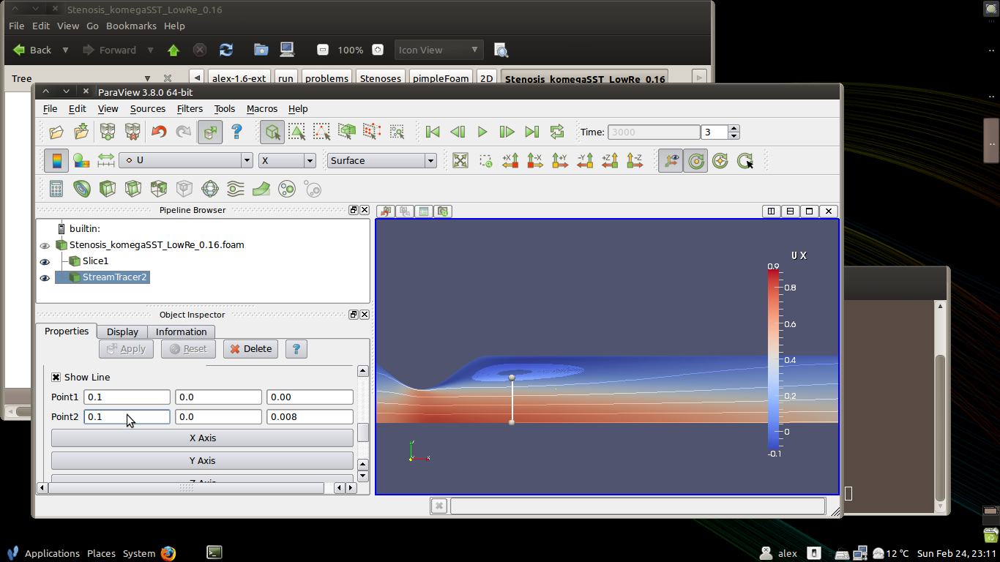 Stenosis_komegaSST_LowRe_0.16
File Edit View Go Bookmarks Help
Back Forward 100% Icon View
Tree alex-1.6-ext run problems Stenoses pimpleFoam 2D Stenosis_komegaSST_LowRe_0.16
ParaView 3.8.0 64-bit
File Edit View Sources Filters Tools Macros Help
Time: 3000 3
U X Surface
+X -X +Y -Y +Z -Z
Pipeline Browser
builtin:
Stenosis_komegaSST_LowRe_0.16.foam
Slice1
StreamTracer2
Object Inspector
Properties Display Information
Apply Reset Delete ?
Show Line
Point1 0.1 0.0 0.00
Point2 0.1 0.0 0.008
X Axis
Y Axis
Z Axis
U X
0.9
0.8
0.6
0.4
0.2
0
-0.1
Applications Places System alex 12 °C Sun Feb 24, 23:11